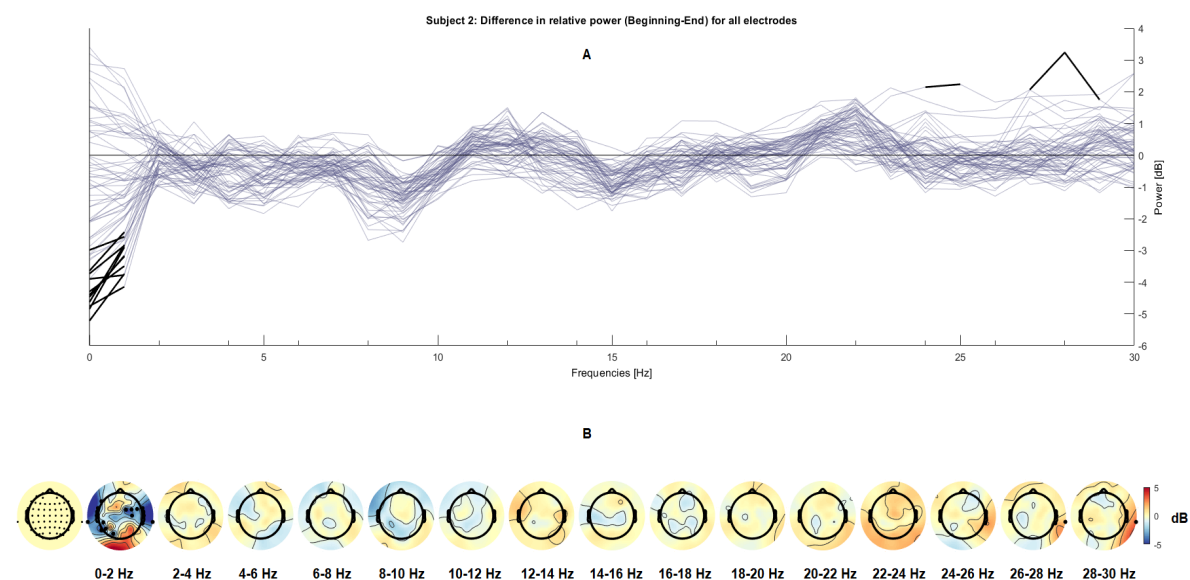 Subject 2: Difference in relative power (Beginning-End) for all electrodes
A
4
3
2
1
0
-1
-2
-3
-4
-5
-6
Power [dB]
0 5 10 15 20 25 30
Frequencies [Hz]
B
5
0
-5
dB
0-2 Hz 2-4 Hz 4-6 Hz 6-8 Hz 8-10 Hz 10-12 Hz 12-14 Hz 14-16 Hz 16-18 Hz 18-20 Hz 20-22 Hz 22-24 Hz 24-26 Hz 26-28 Hz 28-30 Hz